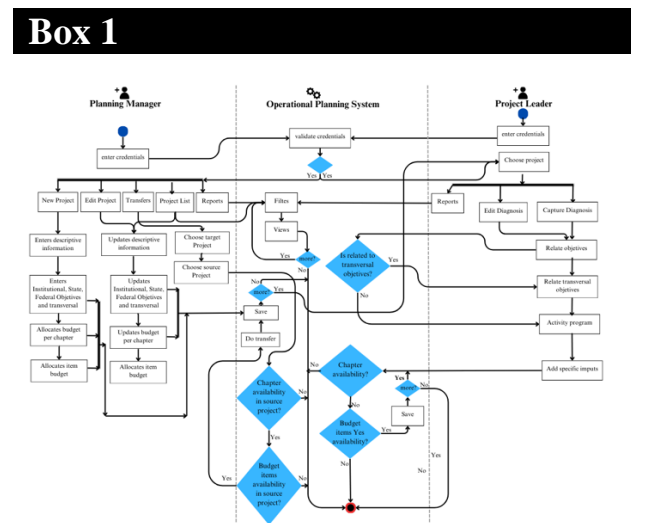 Box 1
Planning Manager
Operational Planning System
Project Leader
enter credentials
validate credentials
enter credentials
Choose project
Yes
Yes
New Project
Edit Project
Transfers
Project List
Reports
Filtes
Reports
Edit Diagnosis
Capture Diagnosis
Views
Enters descriptive
information
Updates descriptive
information
Choose target
Project
Choose source
Project
Yes
more?
No
Is related to
transversal
objetives?
Yes
No
Relate objetives
Relate transversal
objetives
Enters
Institutional, State,
Federal Objetives
and transversal
Updates
Institutional, State,
Federal Objetives
and transversal
No
more?
Yes
Save
Activity program
Allocates budget
per chapter
Updates budget
per chapter
Do transfer
Allocates item
budget
Allocates item
budget
No
Chapter
availability?
Yes
more?
No
Add specific imputs
Chapter
availability
in source
project?
No
No
Save
Budget
items Yes
availability?
Yes
Yes
Yes
No
Budget
items
availability
in source
project?
Yes
No
No